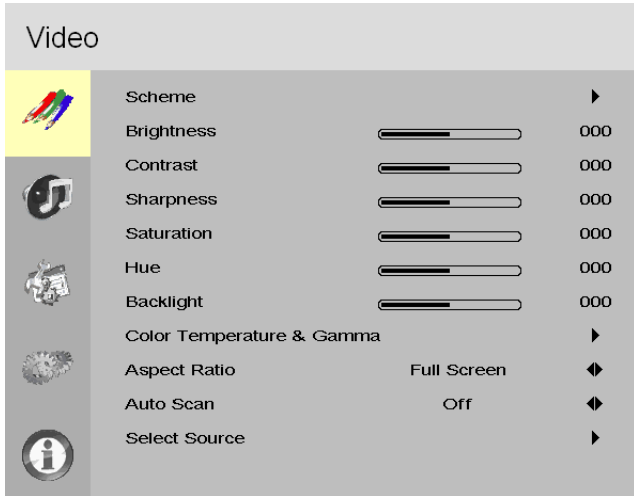 Video
Scheme
Brightness 000
Contrast 000
Sharpness 000
Saturation 000
Hue 000
Backlight 000
Color Temperature & Gamma
Aspect Ratio Full Screen
Auto Scan Off
Select Source